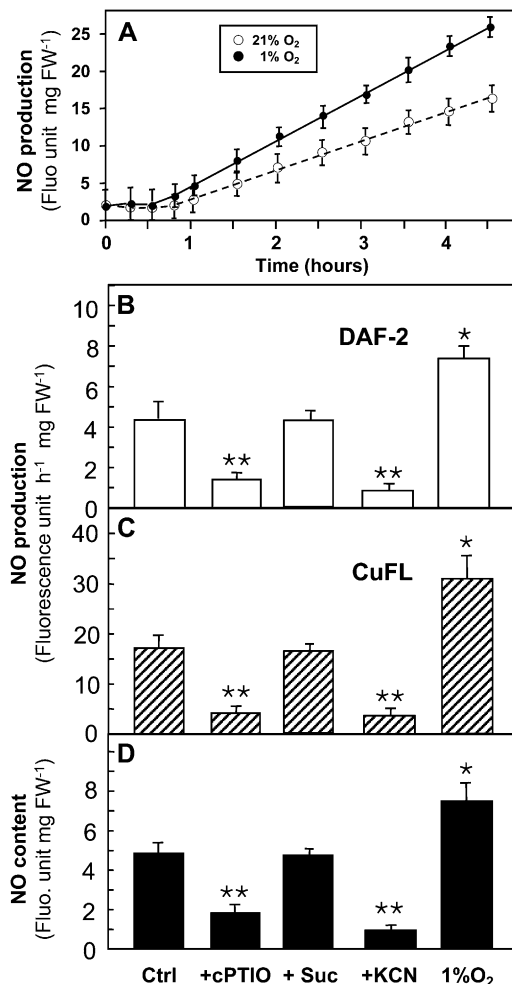 A
21% O₂
1% O₂
NO production
(Fluo unit mg FW⁻¹)
25
20
15
10
5
0
0 1 2 3 4
Time (hours)
B
DAF-2
10
8
6
4
2
0
** ** *
C
CuFL
40
30
20
10
0
** ** *
NO production
(Fluorescence unit h⁻¹ mg FW⁻¹)
D
8
6
4
2
0
** ** *
NO content
(Fluo. unit mg FW⁻¹)
Ctrl +cPTIO + Suc +KCN 1%O₂